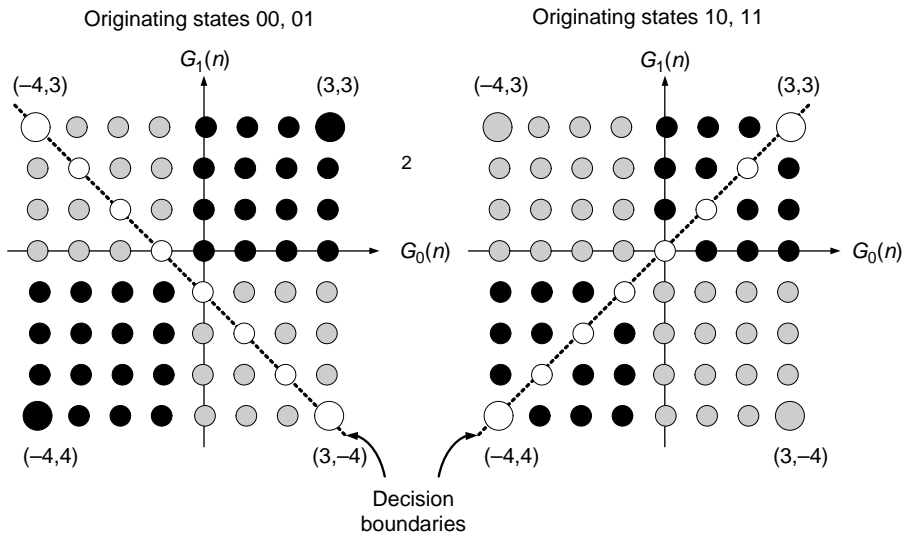 Originating states 00, 01
Originating states 10, 11
G1(n)
G1(n)
(–4,3)
(3,3)
(–4,3)
(3,3)
2
G0(n)
G0(n)
(–4,4)
(3,–4)
(–4,4)
(3,–4)
Decision
boundaries